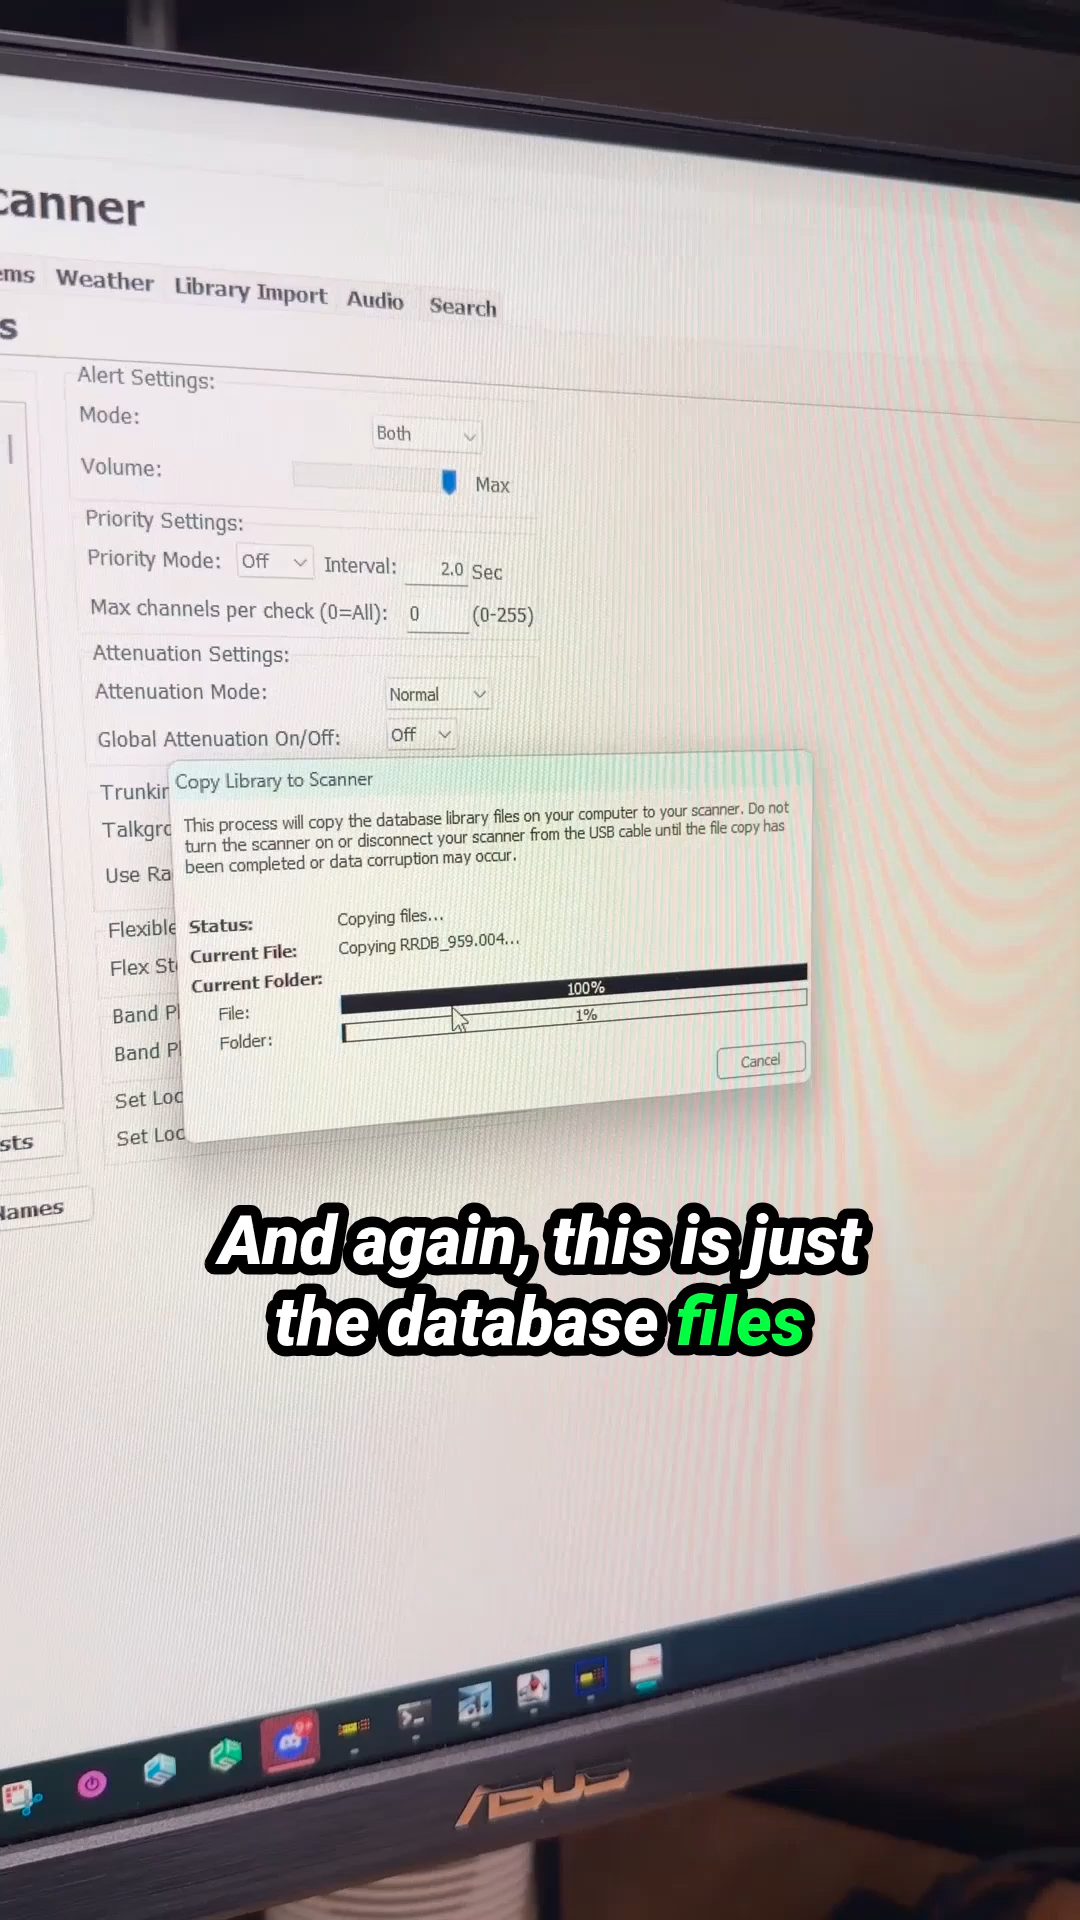 canner
ems Weather Library Import Audio Search
s
Alert Settings:
Mode: Both
Volume: Max
Priority Settings:
Priority Mode: Off Interval: 2.0 Sec
Max channels per check (0=All): 0 (0-255)
Attenuation Settings:
Attenuation Mode: Normal
Global Attenuation On/Off: Off
Trunkin
Talkgro
Use Ra
Flexible
Flex St
Band Pl
Band Pl
Set Loc
Set Loc
sts
Names
Copy Library to Scanner
This process will copy the database library files on your computer to your scanner. Do not
turn the scanner on or disconnect your scanner from the USB cable until the file copy has
been completed or data corruption may occur.
Status: Copying files...
Current File: Copying RRDB_959.004...
Current Folder:
File: 100%
Folder: 1%
Cancel
And again, this is just
the database files
9+
ASUS